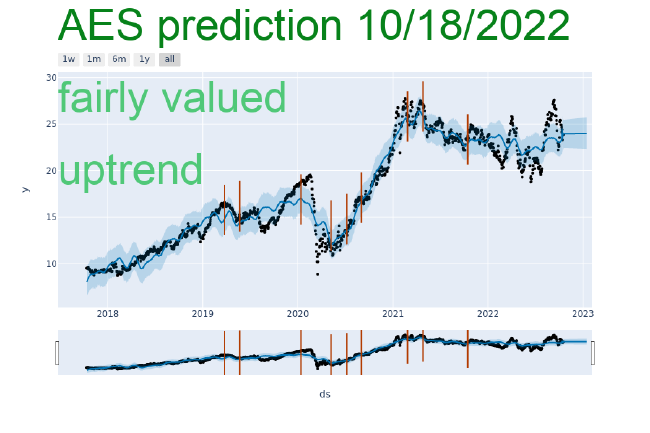 AES prediction 10/18/2022
1w 1m 6m 1y all
fairly valued
uptrend
30
25
20
15
10
y
2018 2019 2020 2021 2022 2023
ds